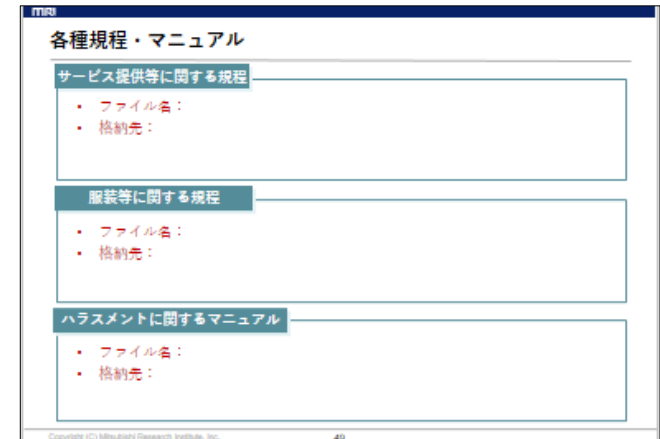 MRI
各種規程・マニュアル
サービス提供等に関する規程
• ファイル名：
• 格納先：
服装等に関する規程
• ファイル名：
• 格納先：
ハラスメントに関するマニュアル
• ファイル名：
• 格納先：
Copyright (C) Mitsubishi Research Institute, Inc.
49